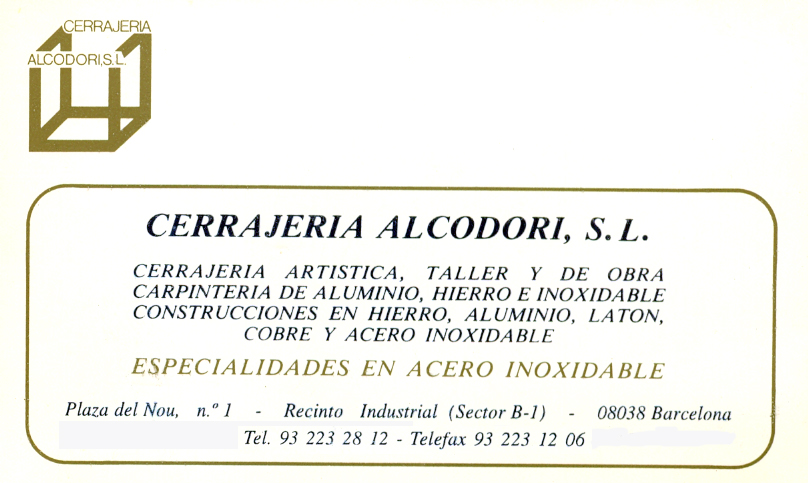 CERRAJERIA
ALCODORI,S.L.
CERRAJERIA ALCODORI, S. L.
CERRAJERIA ARTISTICA, TALLER Y DE OBRA
CARPINTERIA DE ALUMINIO, HIERRO E INOXIDABLE
CONSTRUCCIONES EN HIERRO, ALUMINIO, LATON,
COBRE Y ACERO INOXIDABLE
ESPECIALIDADES EN ACERO INOXIDABLE
Plaza del Nou, n.º 1 - Recinto Industrial (Sector B-1) - 08038 Barcelona
Tel. 93 223 28 12 - Telefax 93 223 12 06